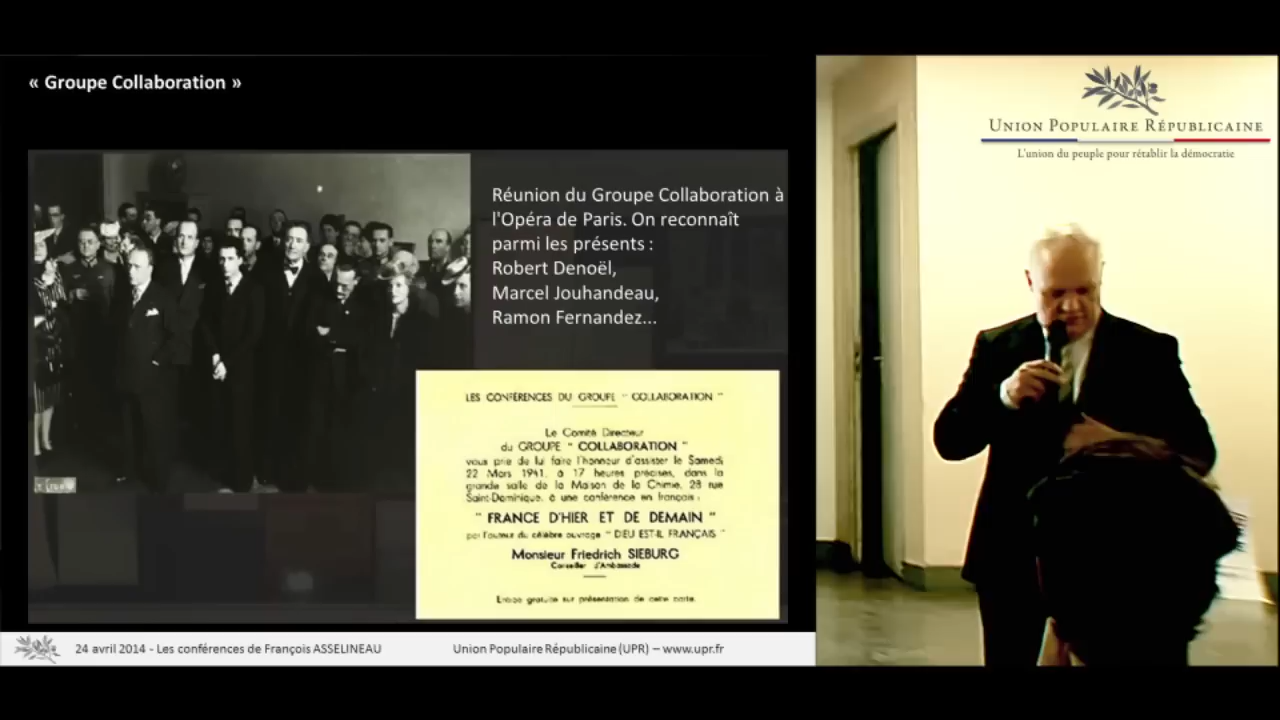 « Groupe Collaboration »
Réunion du Groupe Collaboration à
l'Opéra de Paris. On reconnaît
parmi les présents :
Robert Denoël,
Marcel Jouhandeau,
Ramon Fernandez...
LES CONFÉRENCES DU GROUPE " COLLABORATION "
Le Comité Directeur
du GROUPE " COLLABORATION "
vous prie de lui faire l'honneur d'assister le Samedi
22 Mars 1941, à 17 heures précises, dans la
grande salle de la Maison de la Chimie, 28 rue
Saint-Dominique, à une conférence en français :
" FRANCE D'HIER ET DE DEMAIN "
par l'auteur du célèbre ouvrage " DIEU EST-IL FRANÇAIS "
Monsieur Friedrich SIEBURG
Conseiller d'Ambassade
Entrée gratuite sur présentation de cette carte.
24 avril 2014 - Les conférences de François ASSELINEAU
Union Populaire Républicaine (UPR) – www.upr.fr
UNION POPULAIRE RÉPUBLICAINE
L'union du peuple pour rétablir la démocratie